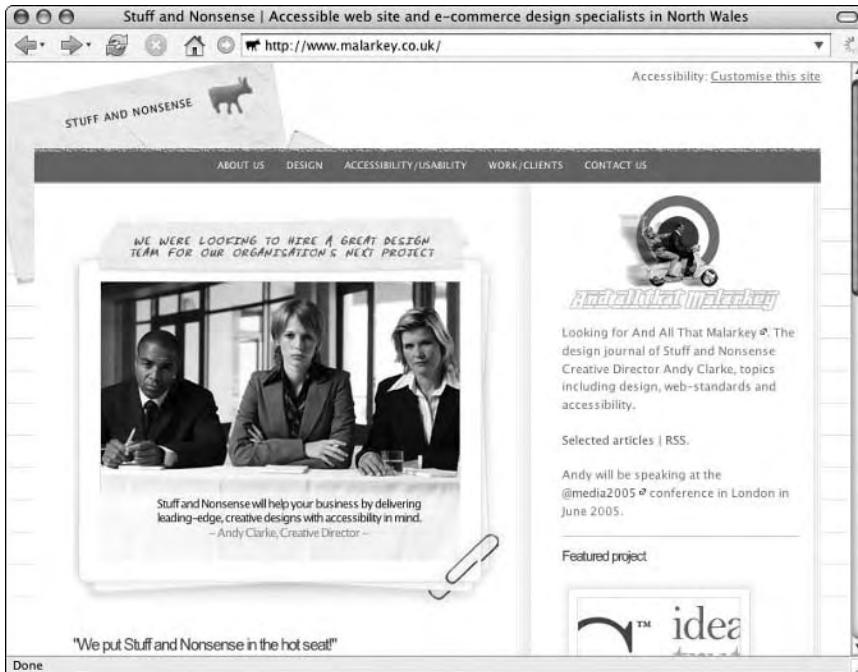 Stuff and Nonsense | Accessible web site and e-commerce design specialists in North Wales
http://www.malarkey.co.uk/
Accessibility: Customise this site
STUFF AND NONSENSE
ABOUT US DESIGN ACCESSIBILITY/USABILITY WORK/CLIENTS CONTACT US
WE WERE LOOKING TO HIRE A GREAT DESIGN
TEAM FOR OUR ORGANISATION'S NEXT PROJECT
Stuff and Nonsense will help your business by delivering
leading-edge, creative designs with accessibility in mind.
– Andy Clarke, Creative Director –
"We put Stuff and Nonsense in the hot seat!"
And all that malarkey
Looking for And All That Malarkey. The
design journal of Stuff and Nonsense
Creative Director Andy Clarke, topics
including design, web-standards and
accessibility.
Selected articles | RSS.
Andy will be speaking at the
@media2005 conference in London in
June 2005.
Featured project
TM idea
Done